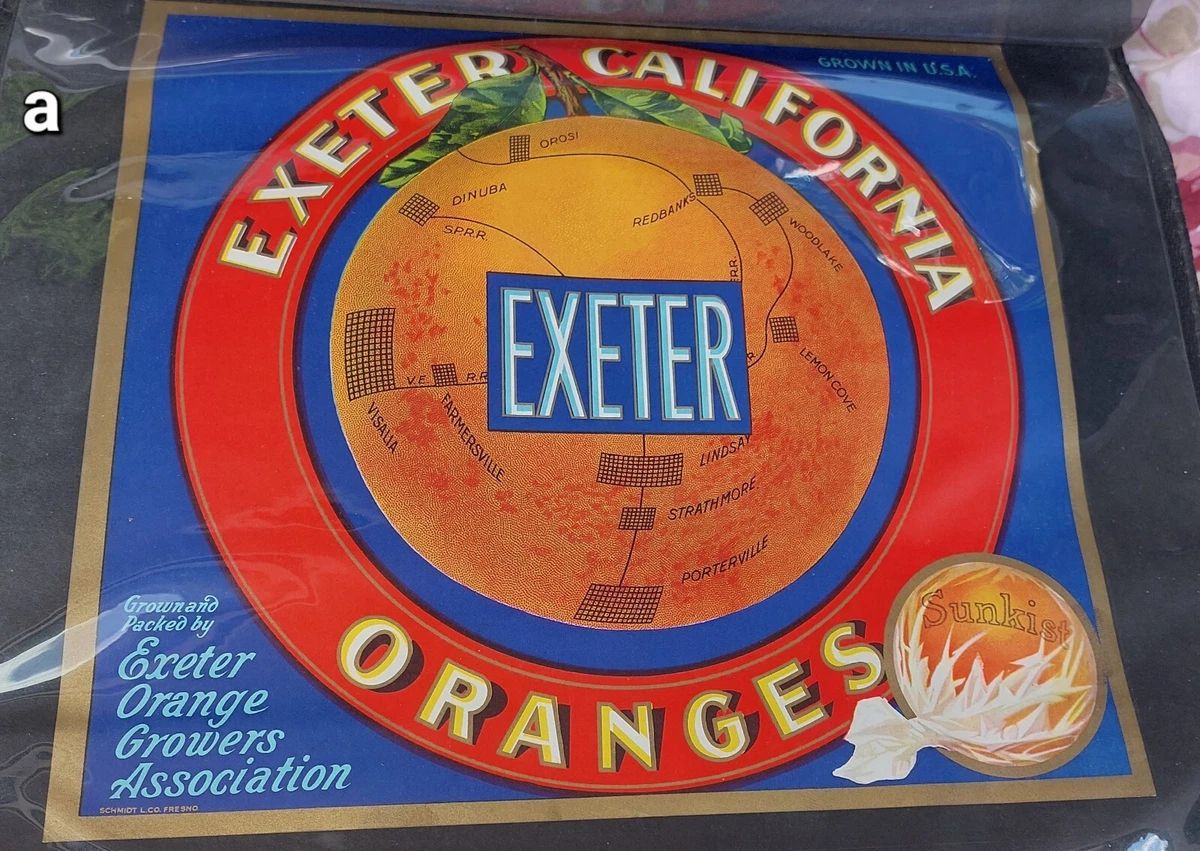 a
EXETER CALIFORNIA
GROWN IN U.S.A.
OROSI
DINUBA
S.P.R.R.
REDBANKS
WOODLAKE
R.R.
EXETER
R
LEMON COVE
V.E. R.R.
VISALIA
FARMERSVILLE
LINDSAY
STRATHMORE
PORTERVILLE
ORANGES
Sunkist
Grown and
Packed by
Exeter
Orange
Growers
Association
SCHMIDT L. CO. FRESNO